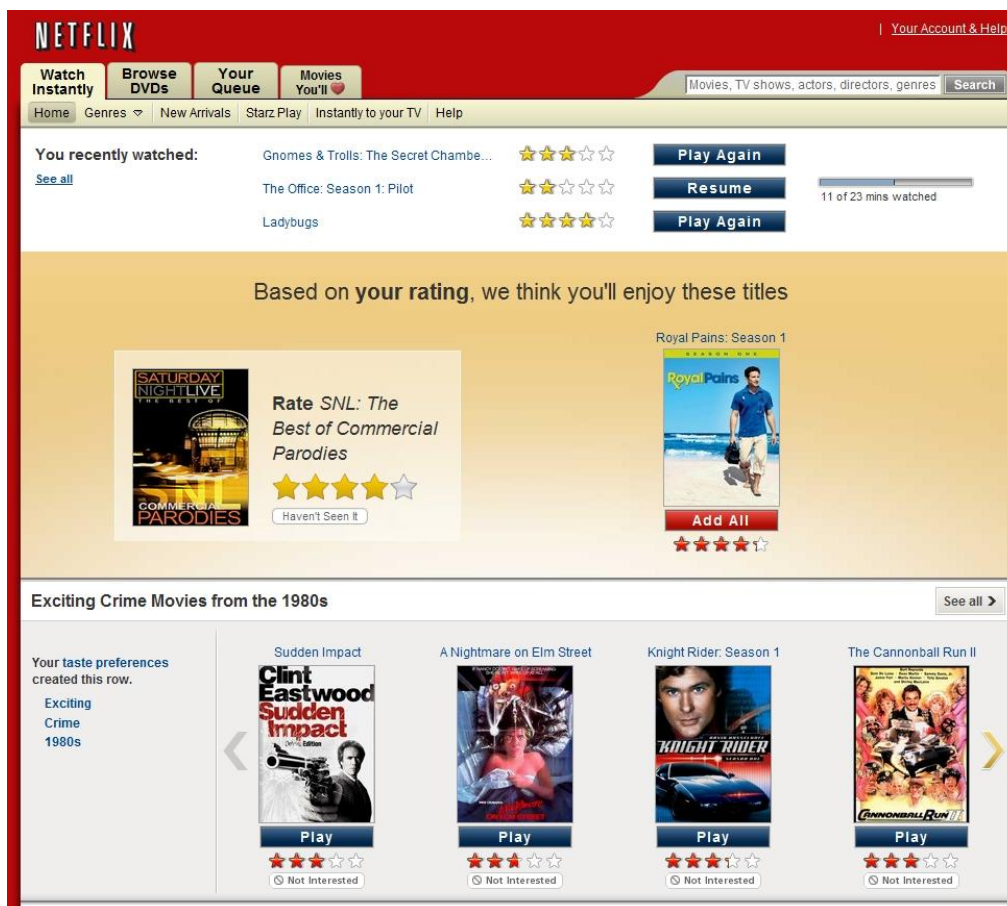 NETFLIX
| Your Account & Help
Watch Instantly
Browse DVDs
Your Queue
Movies You'll
Movies, TV shows, actors, directors, genres
Search
Home Genres New Arrivals Starz Play Instantly to your TV Help
You recently watched:
See all
Gnomes & Trolls: The Secret Chambe...
Play Again
The Office: Season 1: Pilot
Resume
11 of 23 mins watched
Ladybugs
Play Again
Based on your rating, we think you'll enjoy these titles
SATURDAY
NIGHT LIVE
THE BEST OF
SNL
COMMERCIAL
PARODIES
Rate SNL: The
Best of Commercial
Parodies
Haven't Seen It
Royal Pains: Season 1
SEASON ONE
Royal Pains
Add All
Exciting Crime Movies from the 1980s
See all
Your taste preferences
created this row.
Exciting
Crime
1980s
Sudden Impact
Clint
Eastwood
Sudden
Impact
Edition
Play
Not Interested
A Nightmare on Elm Street
Play
Not Interested
Knight Rider: Season 1
DAVID HASSELHOFF
KNIGHT RIDER
SEASON ONE
Play
Not Interested
The Cannonball Run II
CANNONBALL RUN II
Play
Not Interested